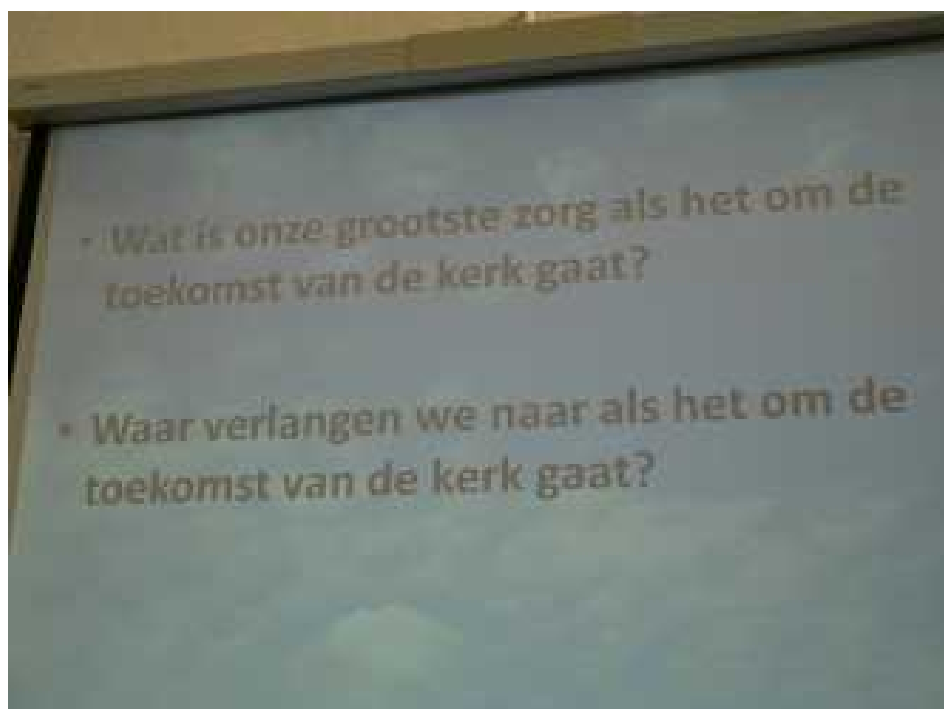 • Wat is onze grootste zorg als het om de
toekomst van de kerk gaat?
• Waar verlangen we naar als het om de
toekomst van de kerk gaat?